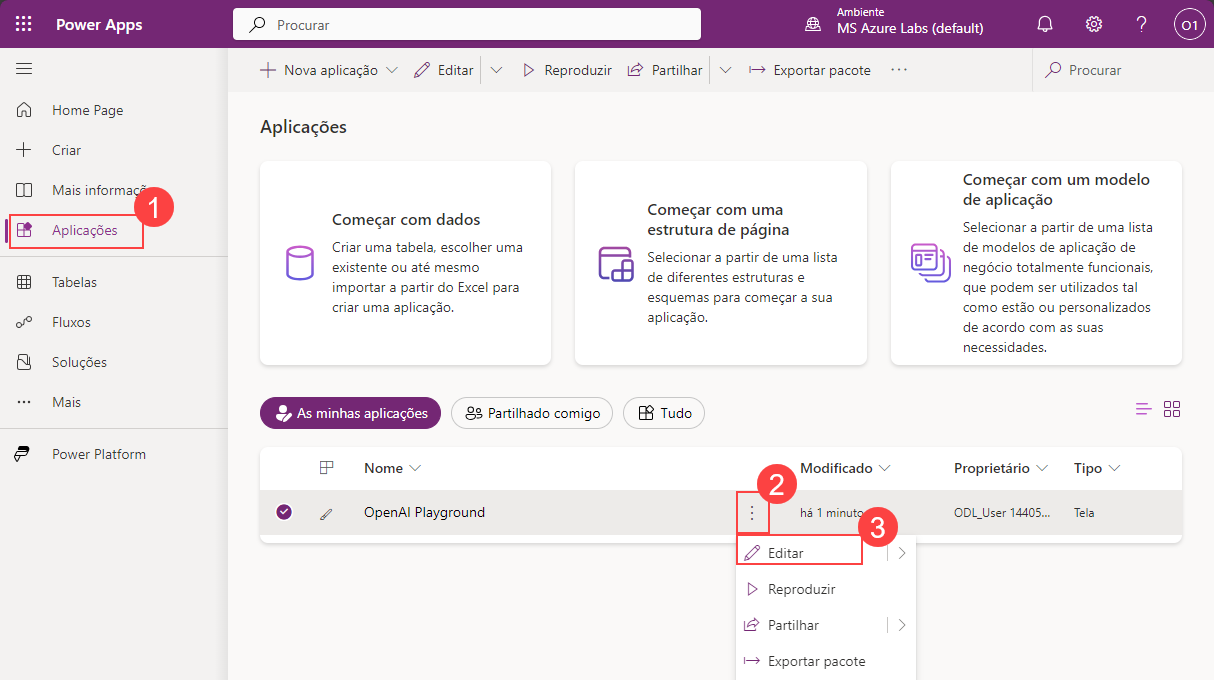 Power Apps
Procurar
Ambiente
MS Azure Labs (default)
?
O1
Home Page
Criar
Mais informaçõ
1
Aplicações
Tabelas
Fluxos
Soluções
Mais
Power Platform
Nova aplicação
Editar
Reproduzir
Partilhar
Exportar pacote
Procurar
Aplicações
Começar com dados
Criar uma tabela, escolher uma
existente ou até mesmo
importar a partir do Excel para
criar uma aplicação.
Começar com uma
estrutura de página
Selecionar a partir de uma lista
de diferentes estruturas e
esquemas para começar a sua
aplicação.
Começar com um modelo
de aplicação
Selecionar a partir de uma lista
de modelos de aplicação de
negócio totalmente funcionais,
que podem ser utilizados tal
como estão ou personalizados
de acordo com as suas
necessidades.
As minhas aplicações
Partilhado comigo
Tudo
Nome
Modificado
Proprietário
Tipo
2
OpenAI Playground
há 1 minuto
ODL_User 14405...
Tela
3
Editar
Reproduzir
Partilhar
Exportar pacote